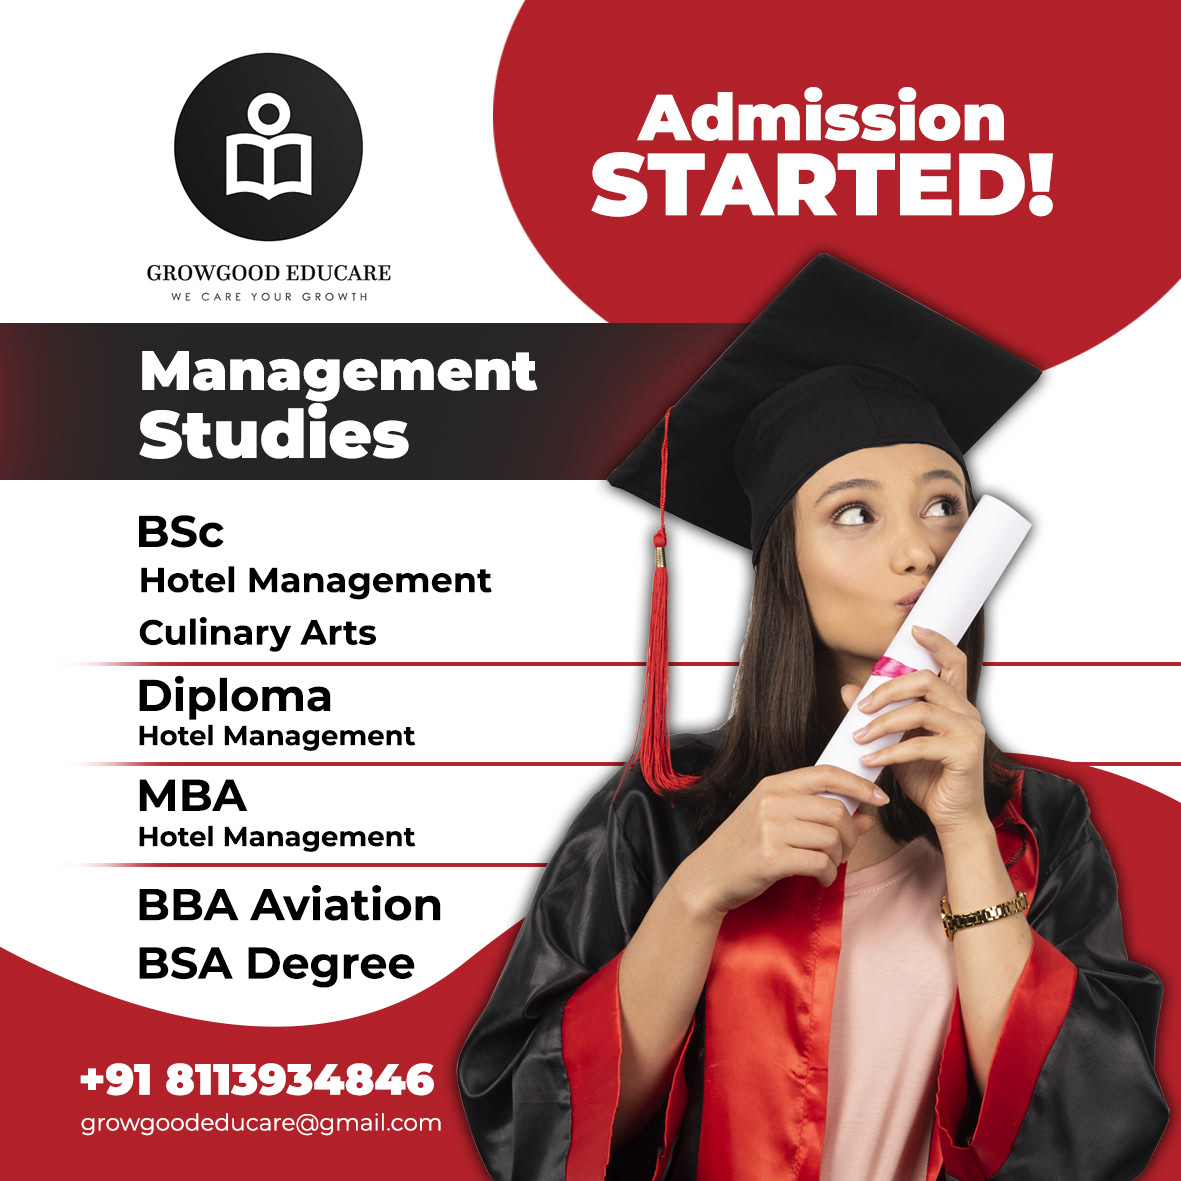 GROWGOOD EDUCARE
WE CARE YOUR GROWTH
Admission
STARTED!
Management
Studies
BSc
Hotel Management
Culinary Arts
Diploma
Hotel Management
MBA
Hotel Management
BBA Aviation
BSA Degree
+91 8113934846
growgoodeducare@gmail.com